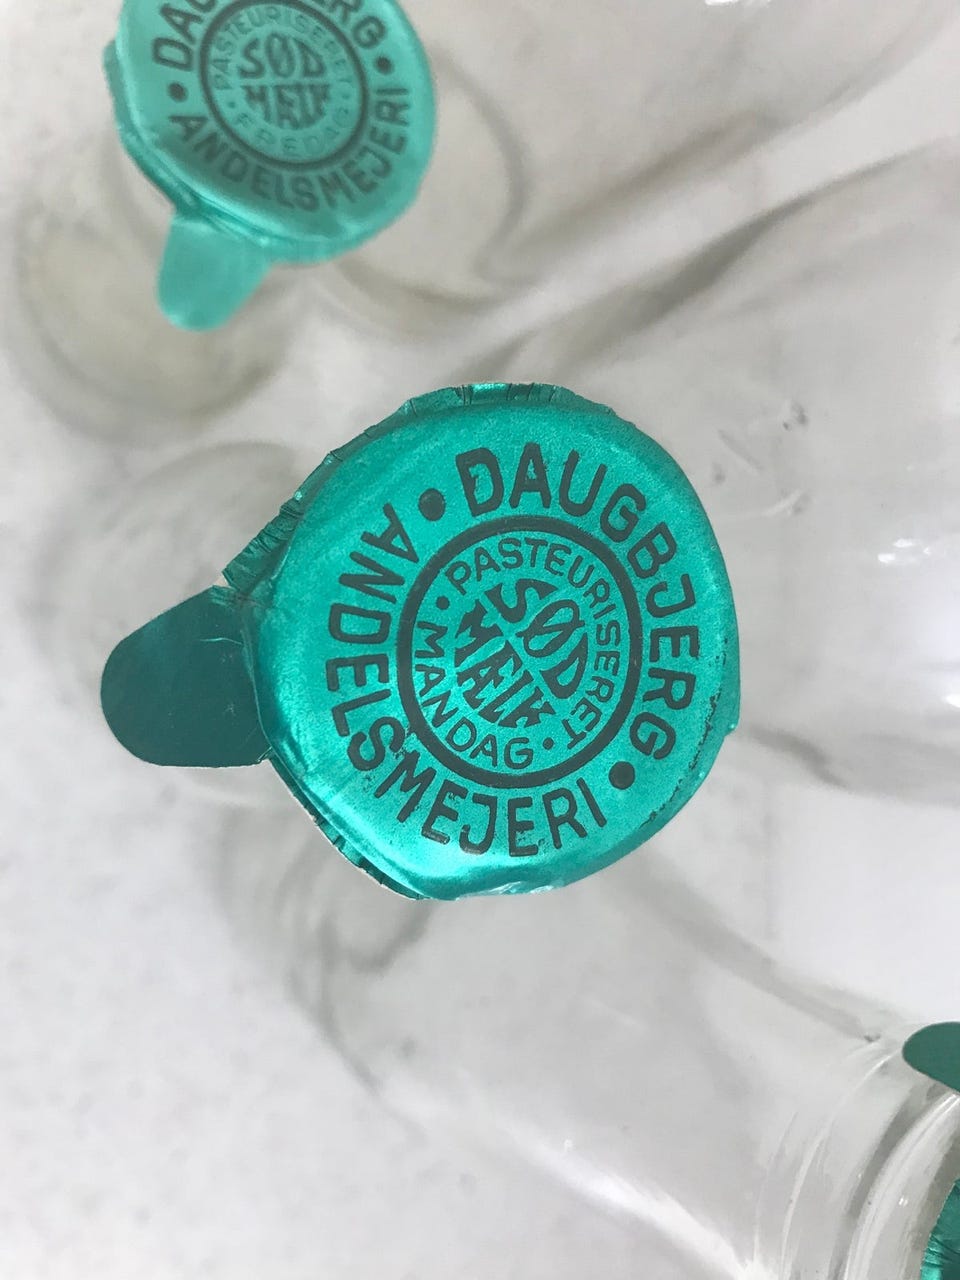 DAUGBJERG
ANDELSMEJERI
PASTEURISERET
SØD
MÆLK
FREDAG
DAUGBJERG
ANDELSMEJERI
PASTEURISERET
SØD
MÆLK
MANDAG